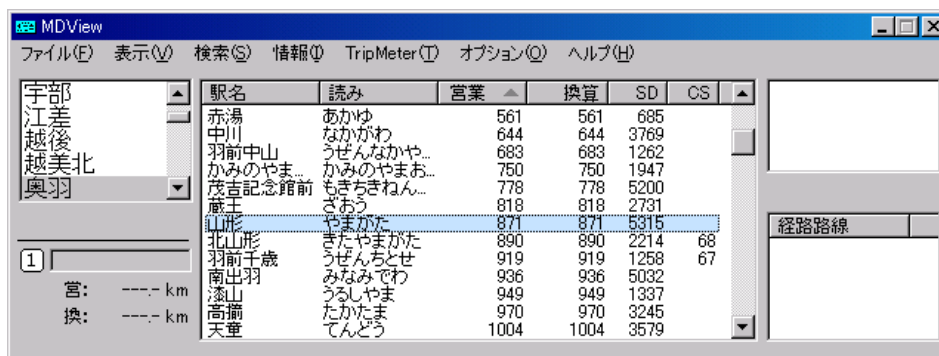 MDView
ファイル(F) 表示(V) 検索(S) 情報(I) TripMeter(T) オプション(O) ヘルプ(H)
宇部
江差
越後
越美北
奥羽
駅名 読み 営業 換算 SD CS
赤湯 あかゆ 561 561 685
中川 なかがわ 644 644 3769
羽前中山 うぜんなかや... 683 683 1262
かみのやま... かみのやまお... 750 750 1947
茂吉記念館前 もきちきねん... 778 778 5200
蔵王 ざおう 818 818 2731
山形 やまがた 871 871 5315
北山形 きたやまがた 890 890 2214 68
羽前千歳 うぜんちとせ 919 919 1258 67
南出羽 みなみでわ 936 936 5032
漆山 うるしやま 949 949 1337
高擶 たかたま 970 970 3245
天童 てんどう 1004 1004 3579
1
営: ---.- km
換: ---.- km
経路路線